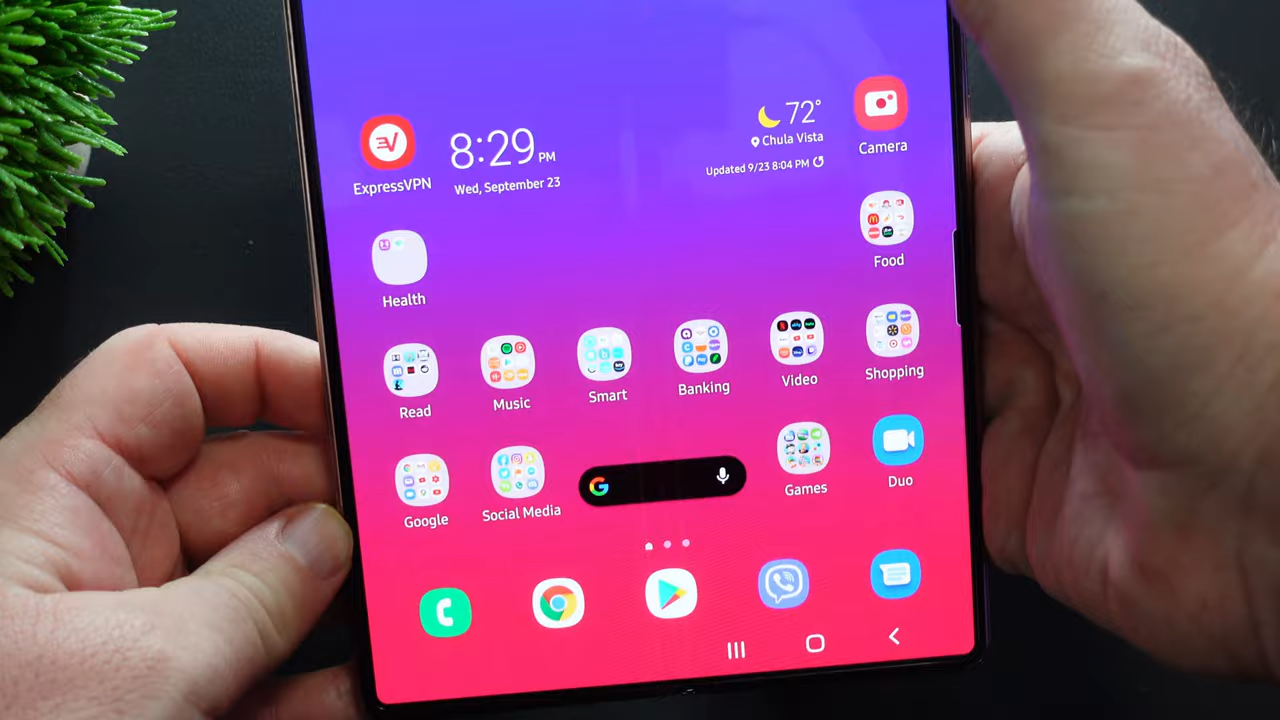 8:29 PM
Wed, September 23
72°
Chula Vista
Updated 9/23 8:04 PM
ExpressVPN
Camera
Health
Food
Read
Music
Smart
Banking
Video
Shopping
Google
Social Media
Games
Duo